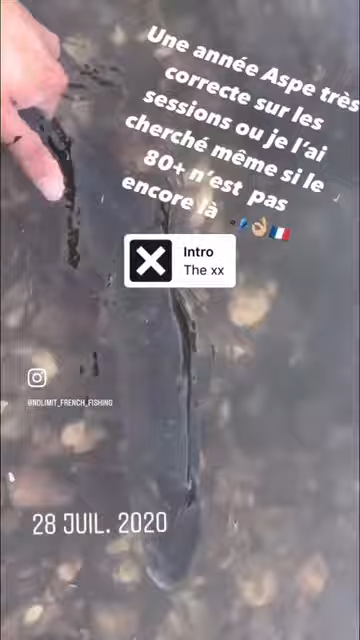 Une année Aspe très
correcte sur les
sessions ou je l'ai
cherché même si le
80+ n'est pas
encore là
Intro
The xx
@NOLIMIT_FRENCH_FISHING
28 JUIL. 2020